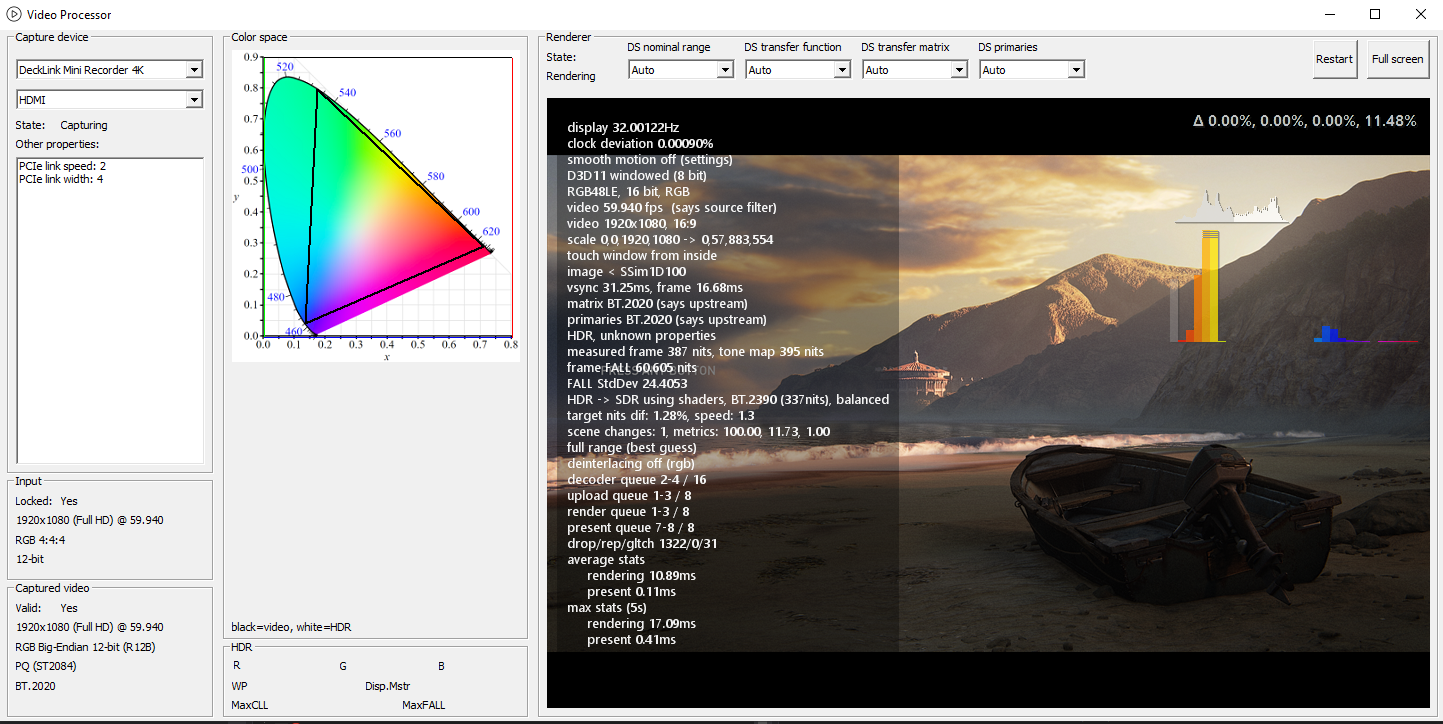 Video Processor
Capture device
DeckLink Mini Recorder 4K
HDMI
State: Capturing
Other properties:
PCIe link speed: 2
PCIe link width: 4
Input
Locked: Yes
1920x1080 (Full HD) @ 59.940
RGB 4:4:4
12-bit
Captured video
Valid: Yes
1920x1080 (Full HD) @ 59.940
RGB Big-Endian 12-bit (R12B)
PQ (ST2084)
BT.2020
Color space
0.9
0.8
0.7
0.6
0.5
0.4
0.3
0.2
0.1
0.0
y
520
540
560
580
600
620
500
480
460
0.0 0.1 0.2 0.3 0.4 0.5 0.6 0.7 0.8
x
black=video, white=HDR
HDR
R G B
WP Disp.Mstr
MaxCLL MaxFALL
Renderer
State:
Rendering
DS nominal range DS transfer function DS transfer matrix DS primaries
Auto Auto Auto Auto
Restart Full screen
Δ 0.00%, 0.00%, 0.00%, 11.48%
display 32.00122Hz
clock deviation 0.00090%
smooth motion off (settings)
D3D11 windowed (8 bit)
RGB48LE, 16 bit, RGB
video 59.940 fps (says source filter)
video 1920x1080, 16:9
scale 0,0,1920,1080 -> 0,57,883,554
touch window from inside
image < SSim1D100
vsync 31.25ms, frame 16.68ms
matrix BT.2020 (says upstream)
primaries BT.2020 (says upstream)
HDR, unknown properties
measured frame 387 nits, tone map 395 nits
frame FALL 60.605 nits
PRESS ANY BUTTON
FALL StdDev 24.4053
HDR -> SDR using shaders, BT.2390 (337nits), balanced
target nits dif: 1.28%, speed: 1.3
scene changes: 1, metrics: 100.00, 11.73, 1.00
full range (best guess)
deinterlacing off (rgb)
decoder queue 2-4 / 16
upload queue 1-3 / 8
render queue 1-3 / 8
present queue 7-8 / 8
drop/rep/gltch 1322/0/31
average stats
rendering 10.89ms
present 0.11ms
max stats (5s)
rendering 17.09ms
present 0.41ms